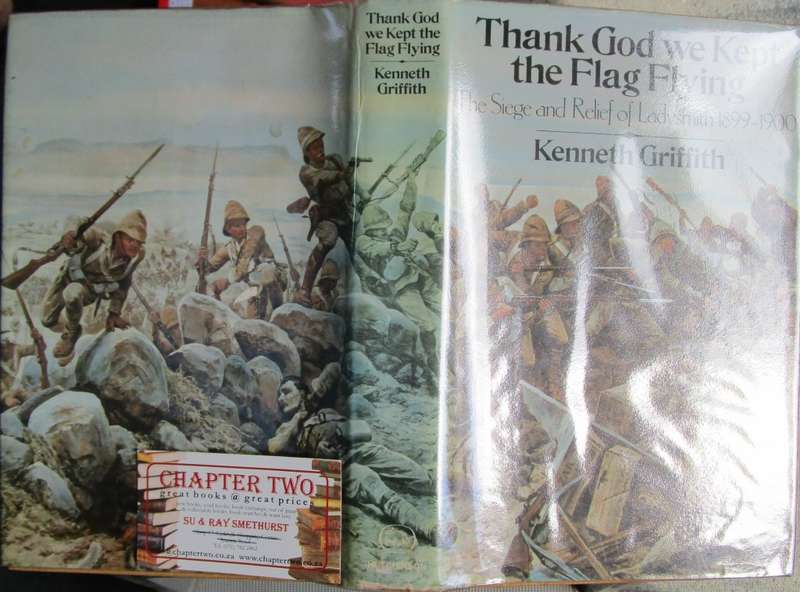 Thank God
we Kept the
Flag Flying
Kenneth
Griffith
Thank God we Kept
the Flag Flying
The Siege and Relief of Ladysmith 1899-1900
Kenneth Griffith
CHAPTER TWO
great books @ great prices
SU & RAY SMETHURST
www.chaptertwo.co.za